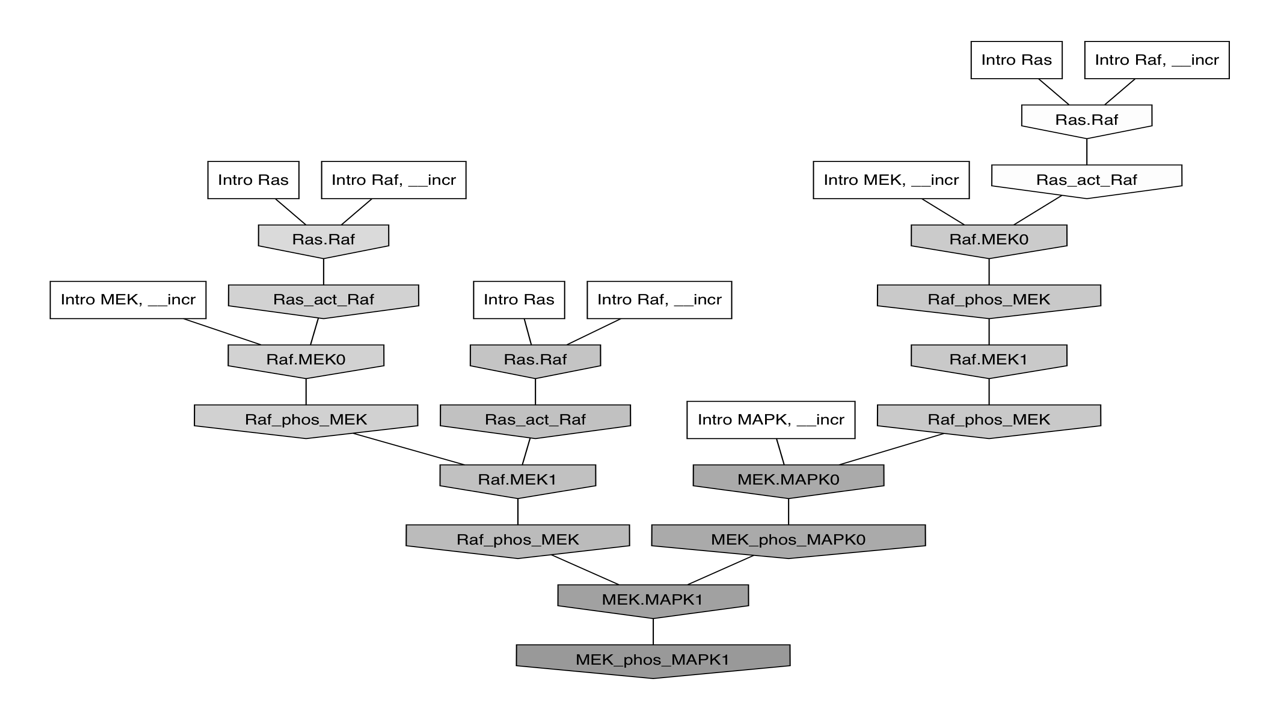 Intro Ras
Intro Raf, __incr
Ras.Raf
Intro Ras
Intro Raf, __incr
Intro MEK, __incr
Ras_act_Raf
Ras.Raf
Raf.MEK0
Intro MEK, __incr
Ras_act_Raf
Intro Ras
Intro Raf, __incr
Raf_phos_MEK
Raf.MEK0
Ras.Raf
Raf.MEK1
Raf_phos_MEK
Ras_act_Raf
Intro MAPK, __incr
Raf_phos_MEK
Raf.MEK1
MEK.MAPK0
Raf_phos_MEK
MEK_phos_MAPK0
MEK.MAPK1
MEK_phos_MAPK1